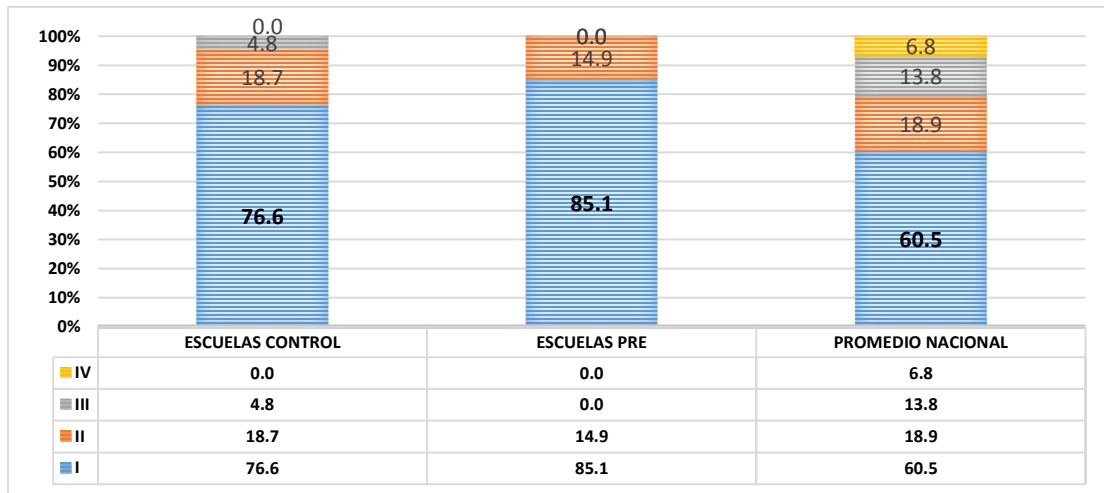 0.0
100% 4.8 0.0 6.8
90% 18.7 14.9 13.8
80% 18.9
70%
60%
50% 76.6 85.1 60.5
40%
30%
20%
10%
0%
ESCUELAS CONTROL ESCUELAS PRE PROMEDIO NACIONAL
IV 0.0 0.0 6.8
III 4.8 0.0 13.8
II 18.7 14.9 18.9
I 76.6 85.1 60.5